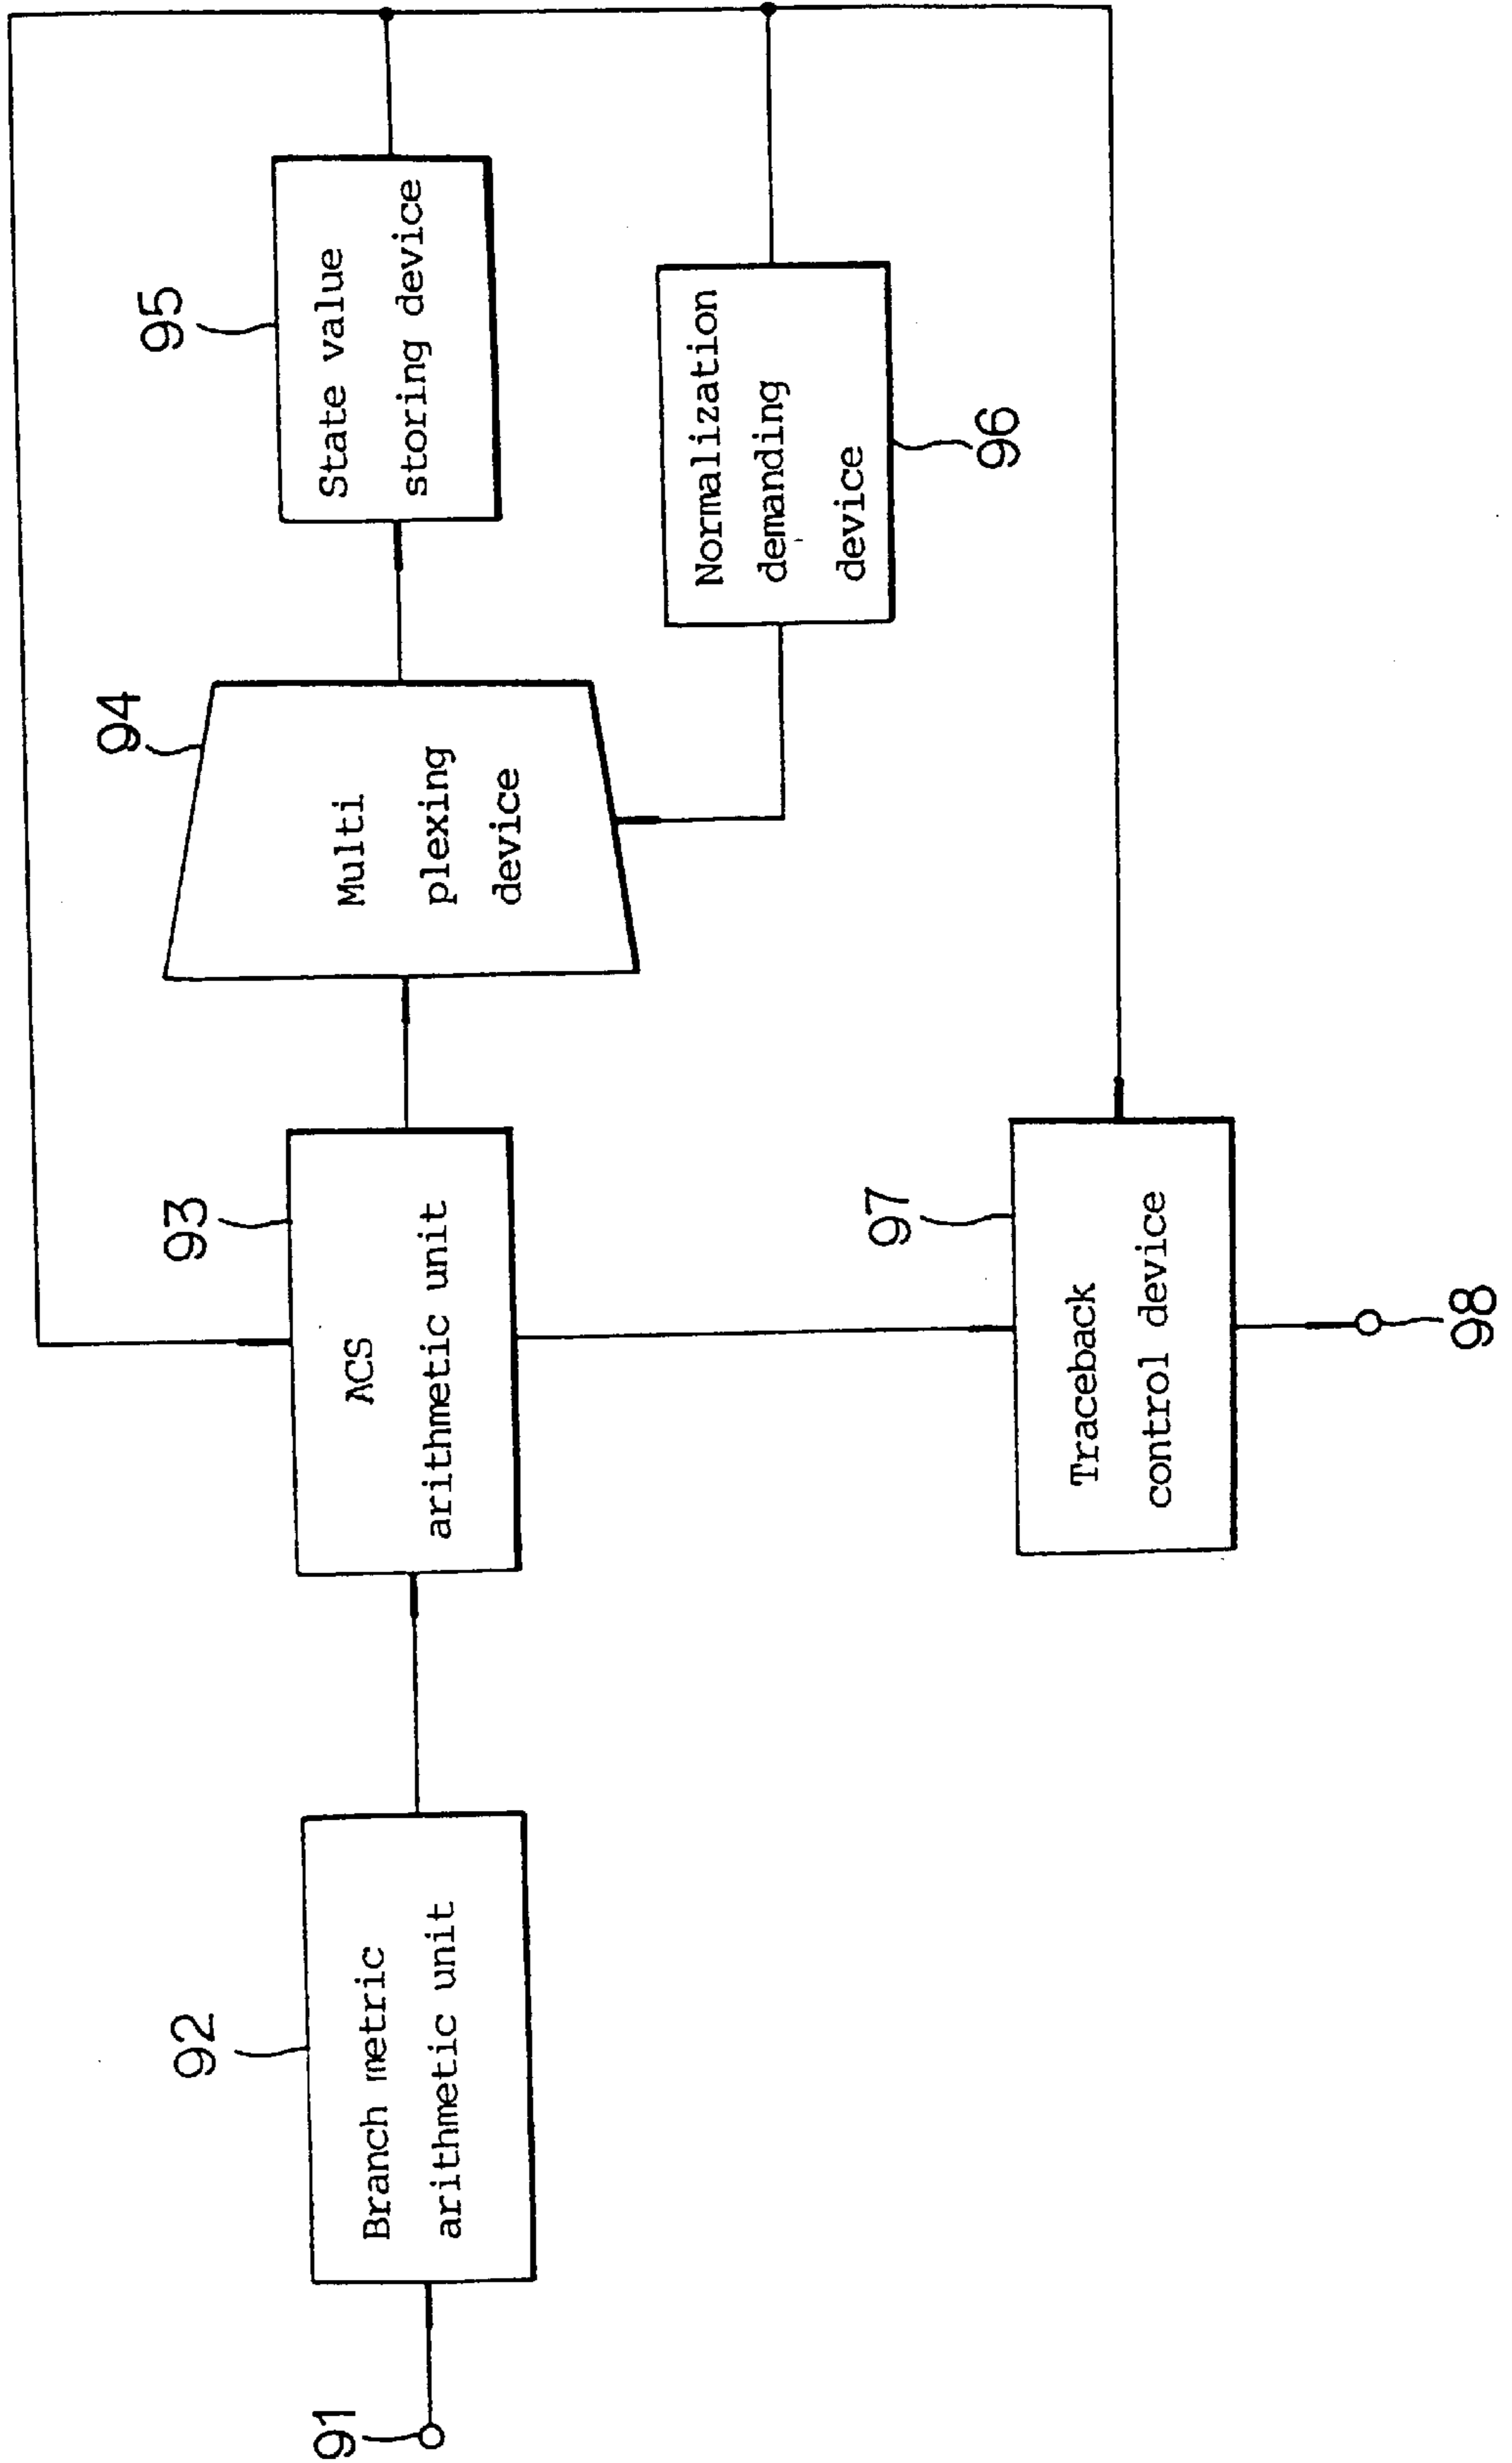 91
92
Branch metric
arithmetic unit
93
ACS
arithmetic unit
94
Multi
plexing
device
95
State value
storing device
Normalization
demanding
device
96
97
Traceback
control device
98